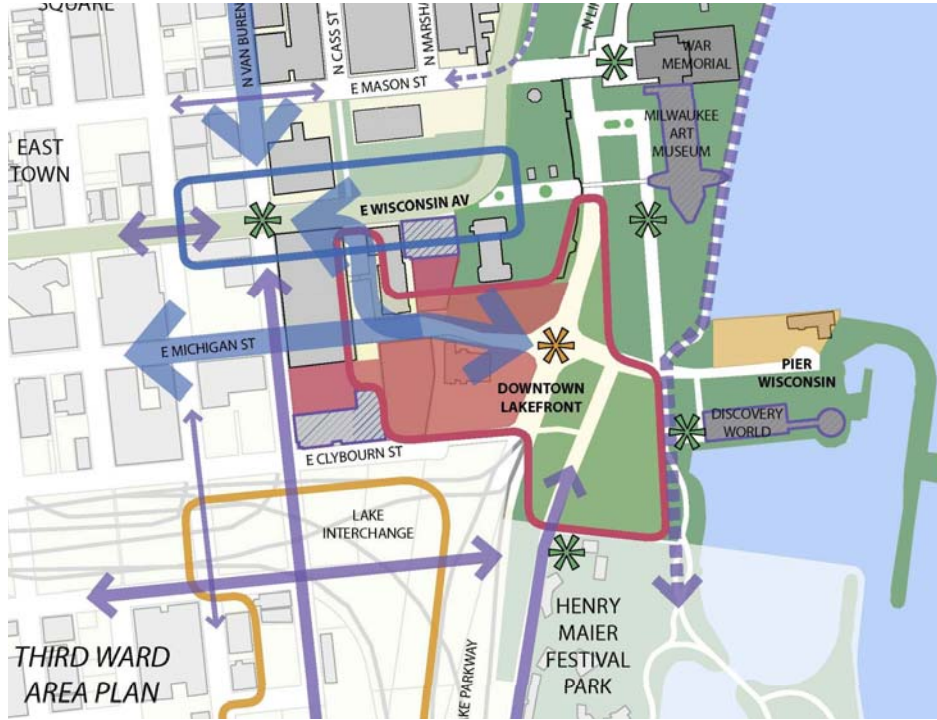 SQUARE
N VAN BUREN
N CASS ST
N MARSHA
N LI
WAR
MEMORIAL
E MASON ST
MILWAUKEE
ART
MUSEUM
EAST
TOWN
E WISCONSIN AV
E MICHIGAN ST
DOWNTOWN
LAKEFRONT
PIER
WISCONSIN
DISCOVERY
WORLD
E CLYBOURN ST
LAKE
INTERCHANGE
HENRY
MAIER
FESTIVAL
PARK
THIRD WARD
AREA PLAN
KE PARKWAY